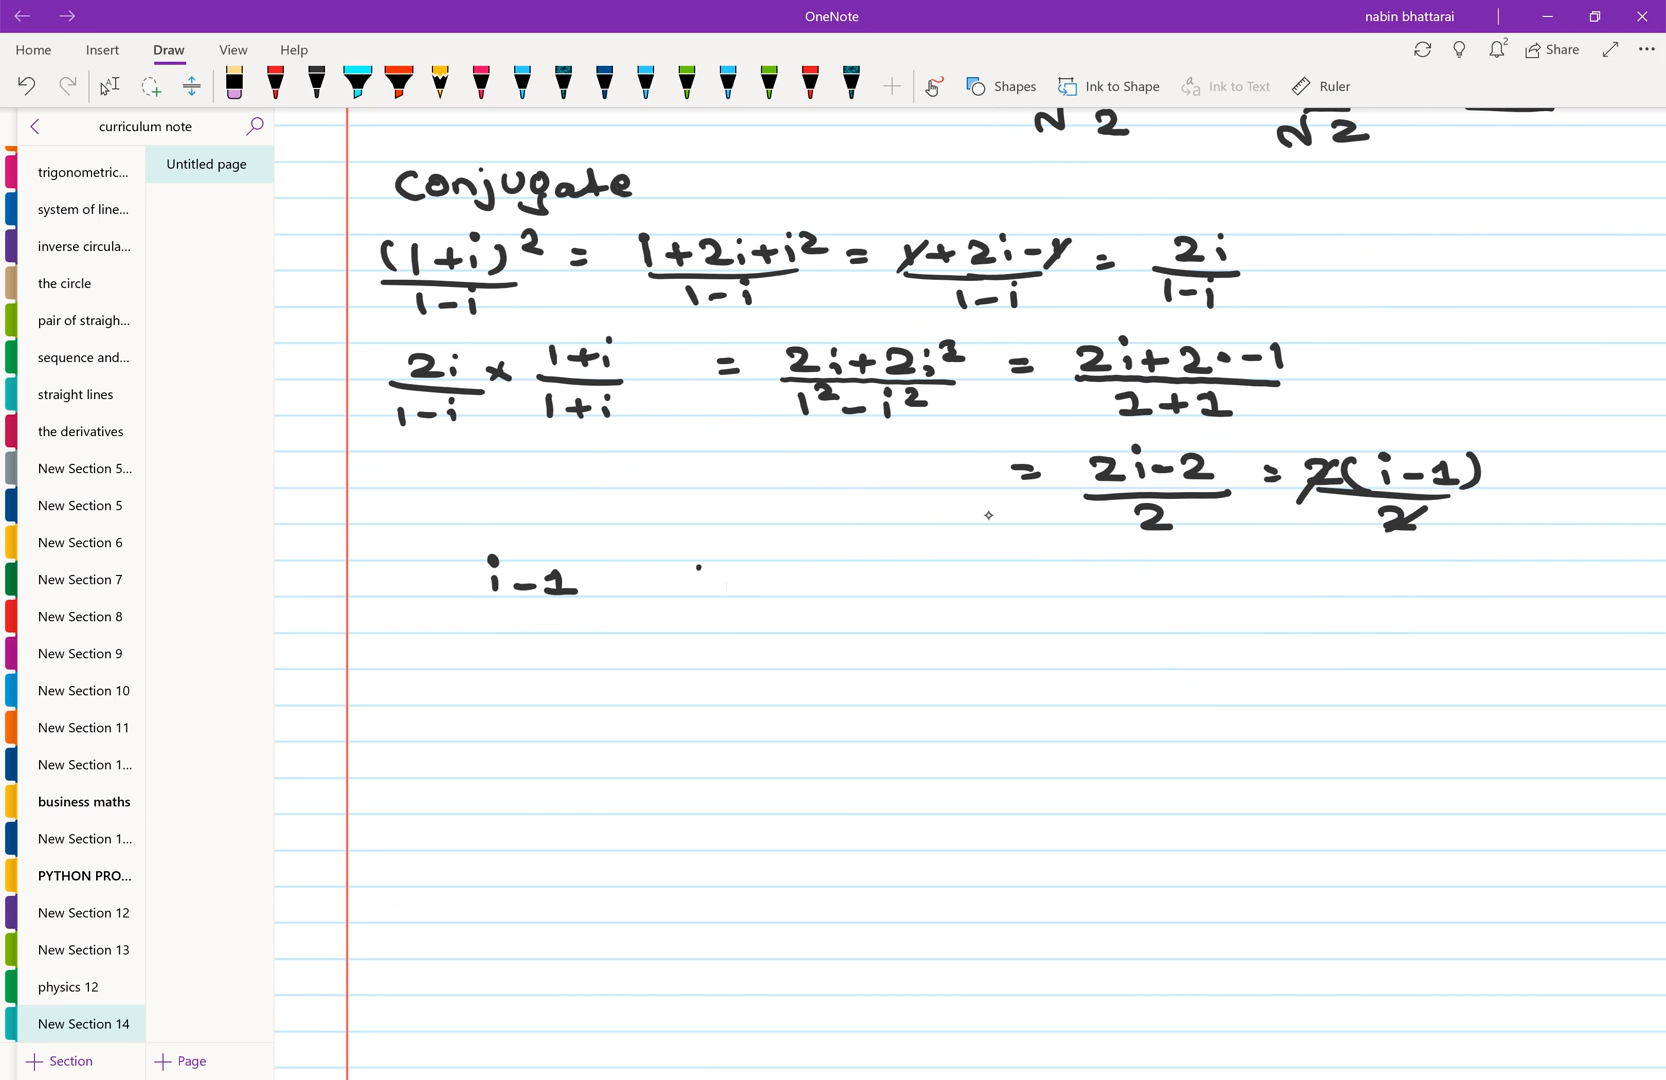 OneNote
nabin bhattarai
Home Insert Draw View Help
2 Share
Shapes Ink to Shape Ink to Text Ruler
curriculum note
Untitled page
trigonometric...
system of line...
inverse circula...
the circle
pair of straigh...
sequence and...
straight lines
the derivatives
New Section 5...
New Section 5
New Section 6
New Section 7
New Section 8
New Section 9
New Section 10
New Section 11
New Section 1...
business maths
New Section 1...
PYTHON PRO...
New Section 12
New Section 13
physics 12
New Section 14
Section
Page
√2 √2
Conjugate
(1+i)²/1-i = 1+2i+i²/1-i = 1+2i-1/1-i = 2i/1-i
2i/1-i × 1+i/1+i = 2i+2i²/1²-i² = 2i+2·-1/1+1
= 2i-2/2 = 2(i-1)/2
i-1